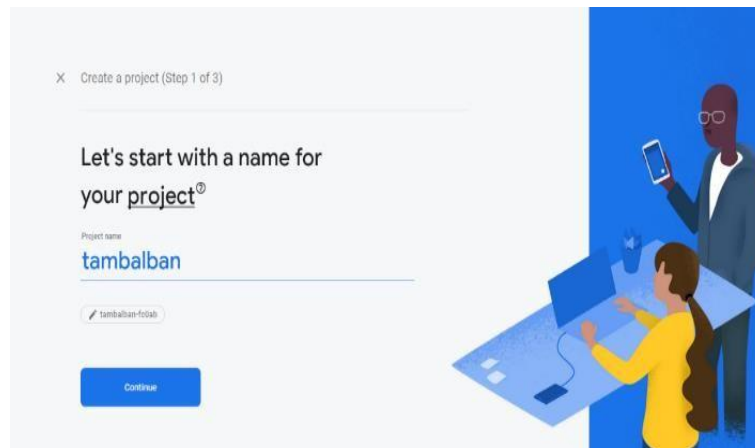 Create a project (Step 1 of 3)
Let's start with a name for
your project
Project name
tambalban
tambalban-fc0ab
Continue